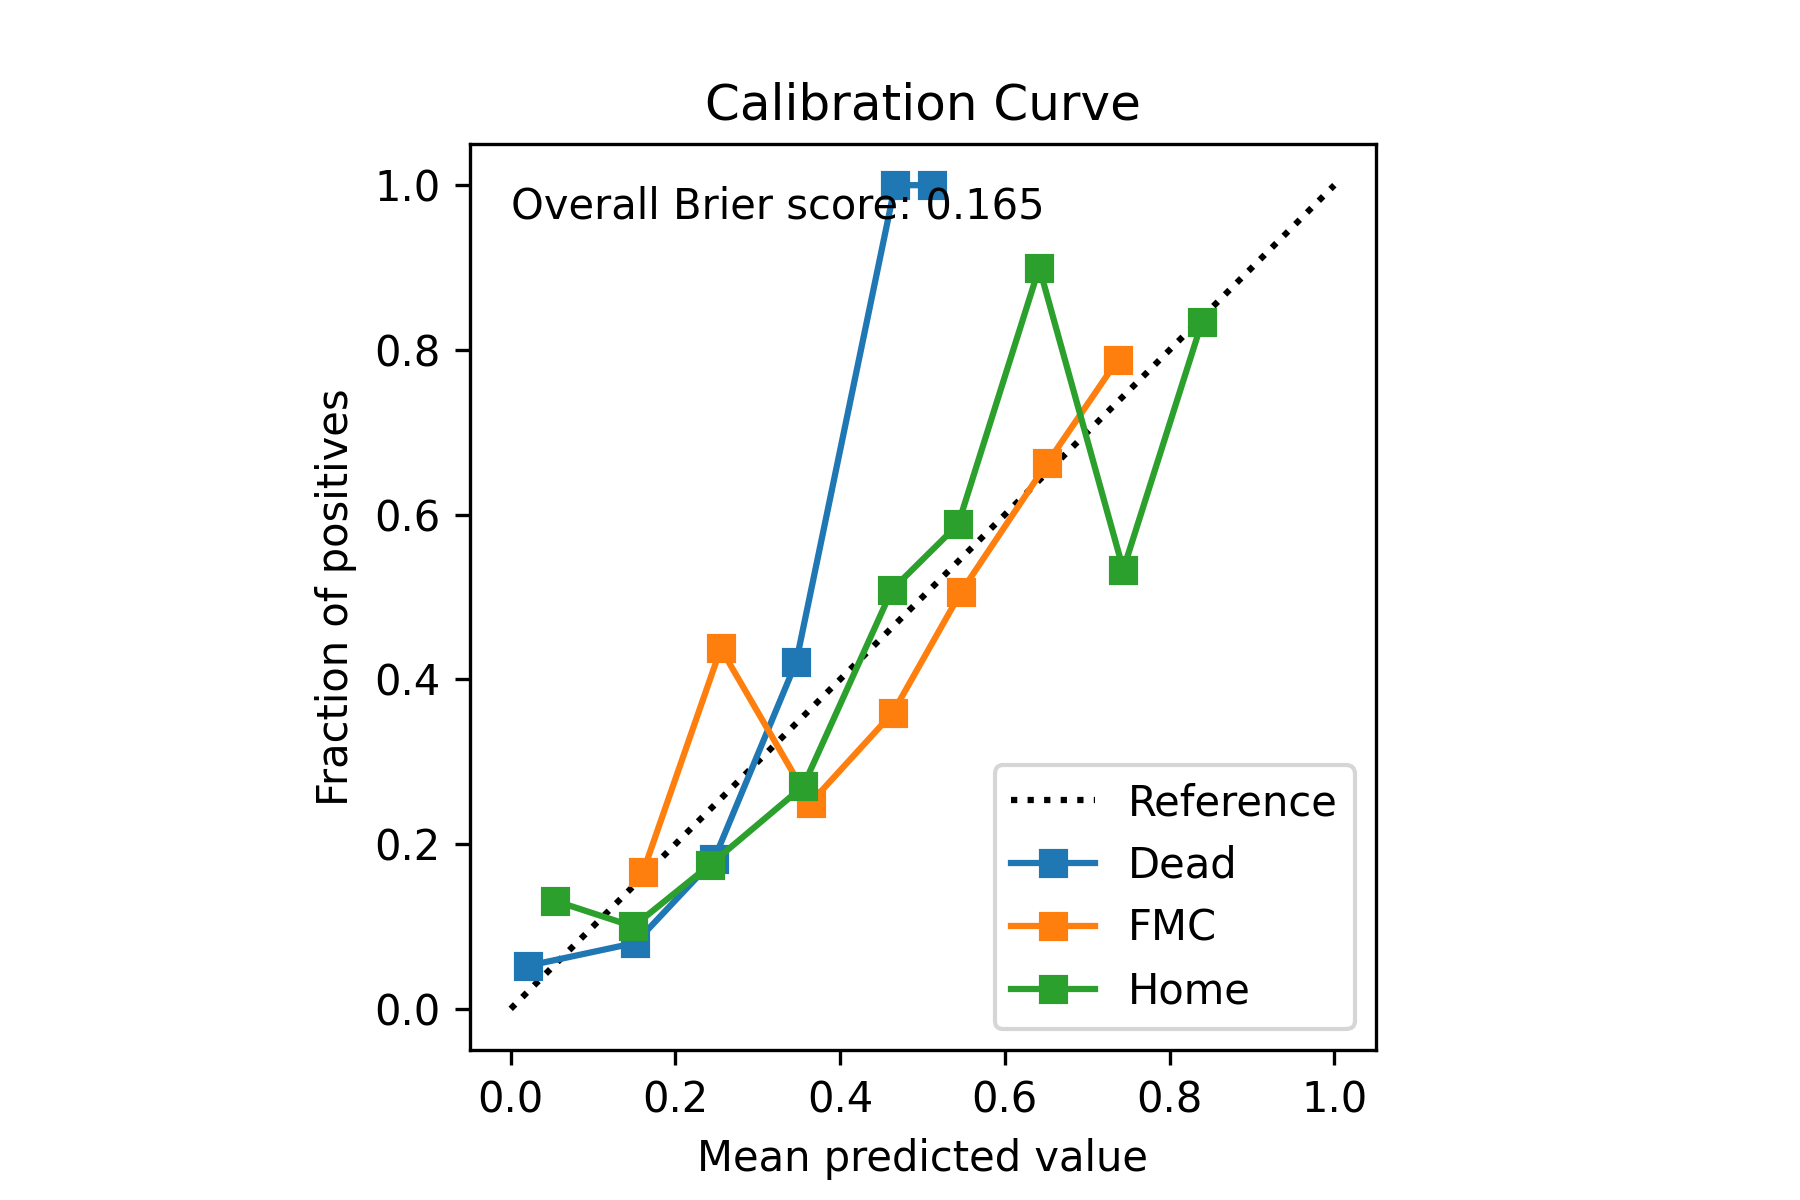 Calibration Curve
Overall Brier score: 0.165
1.0
0.8
0.6
0.4
0.2
0.0
Fraction of positives
Reference
Dead
FMC
Home
0.0 0.2 0.4 0.6 0.8 1.0
Mean predicted value